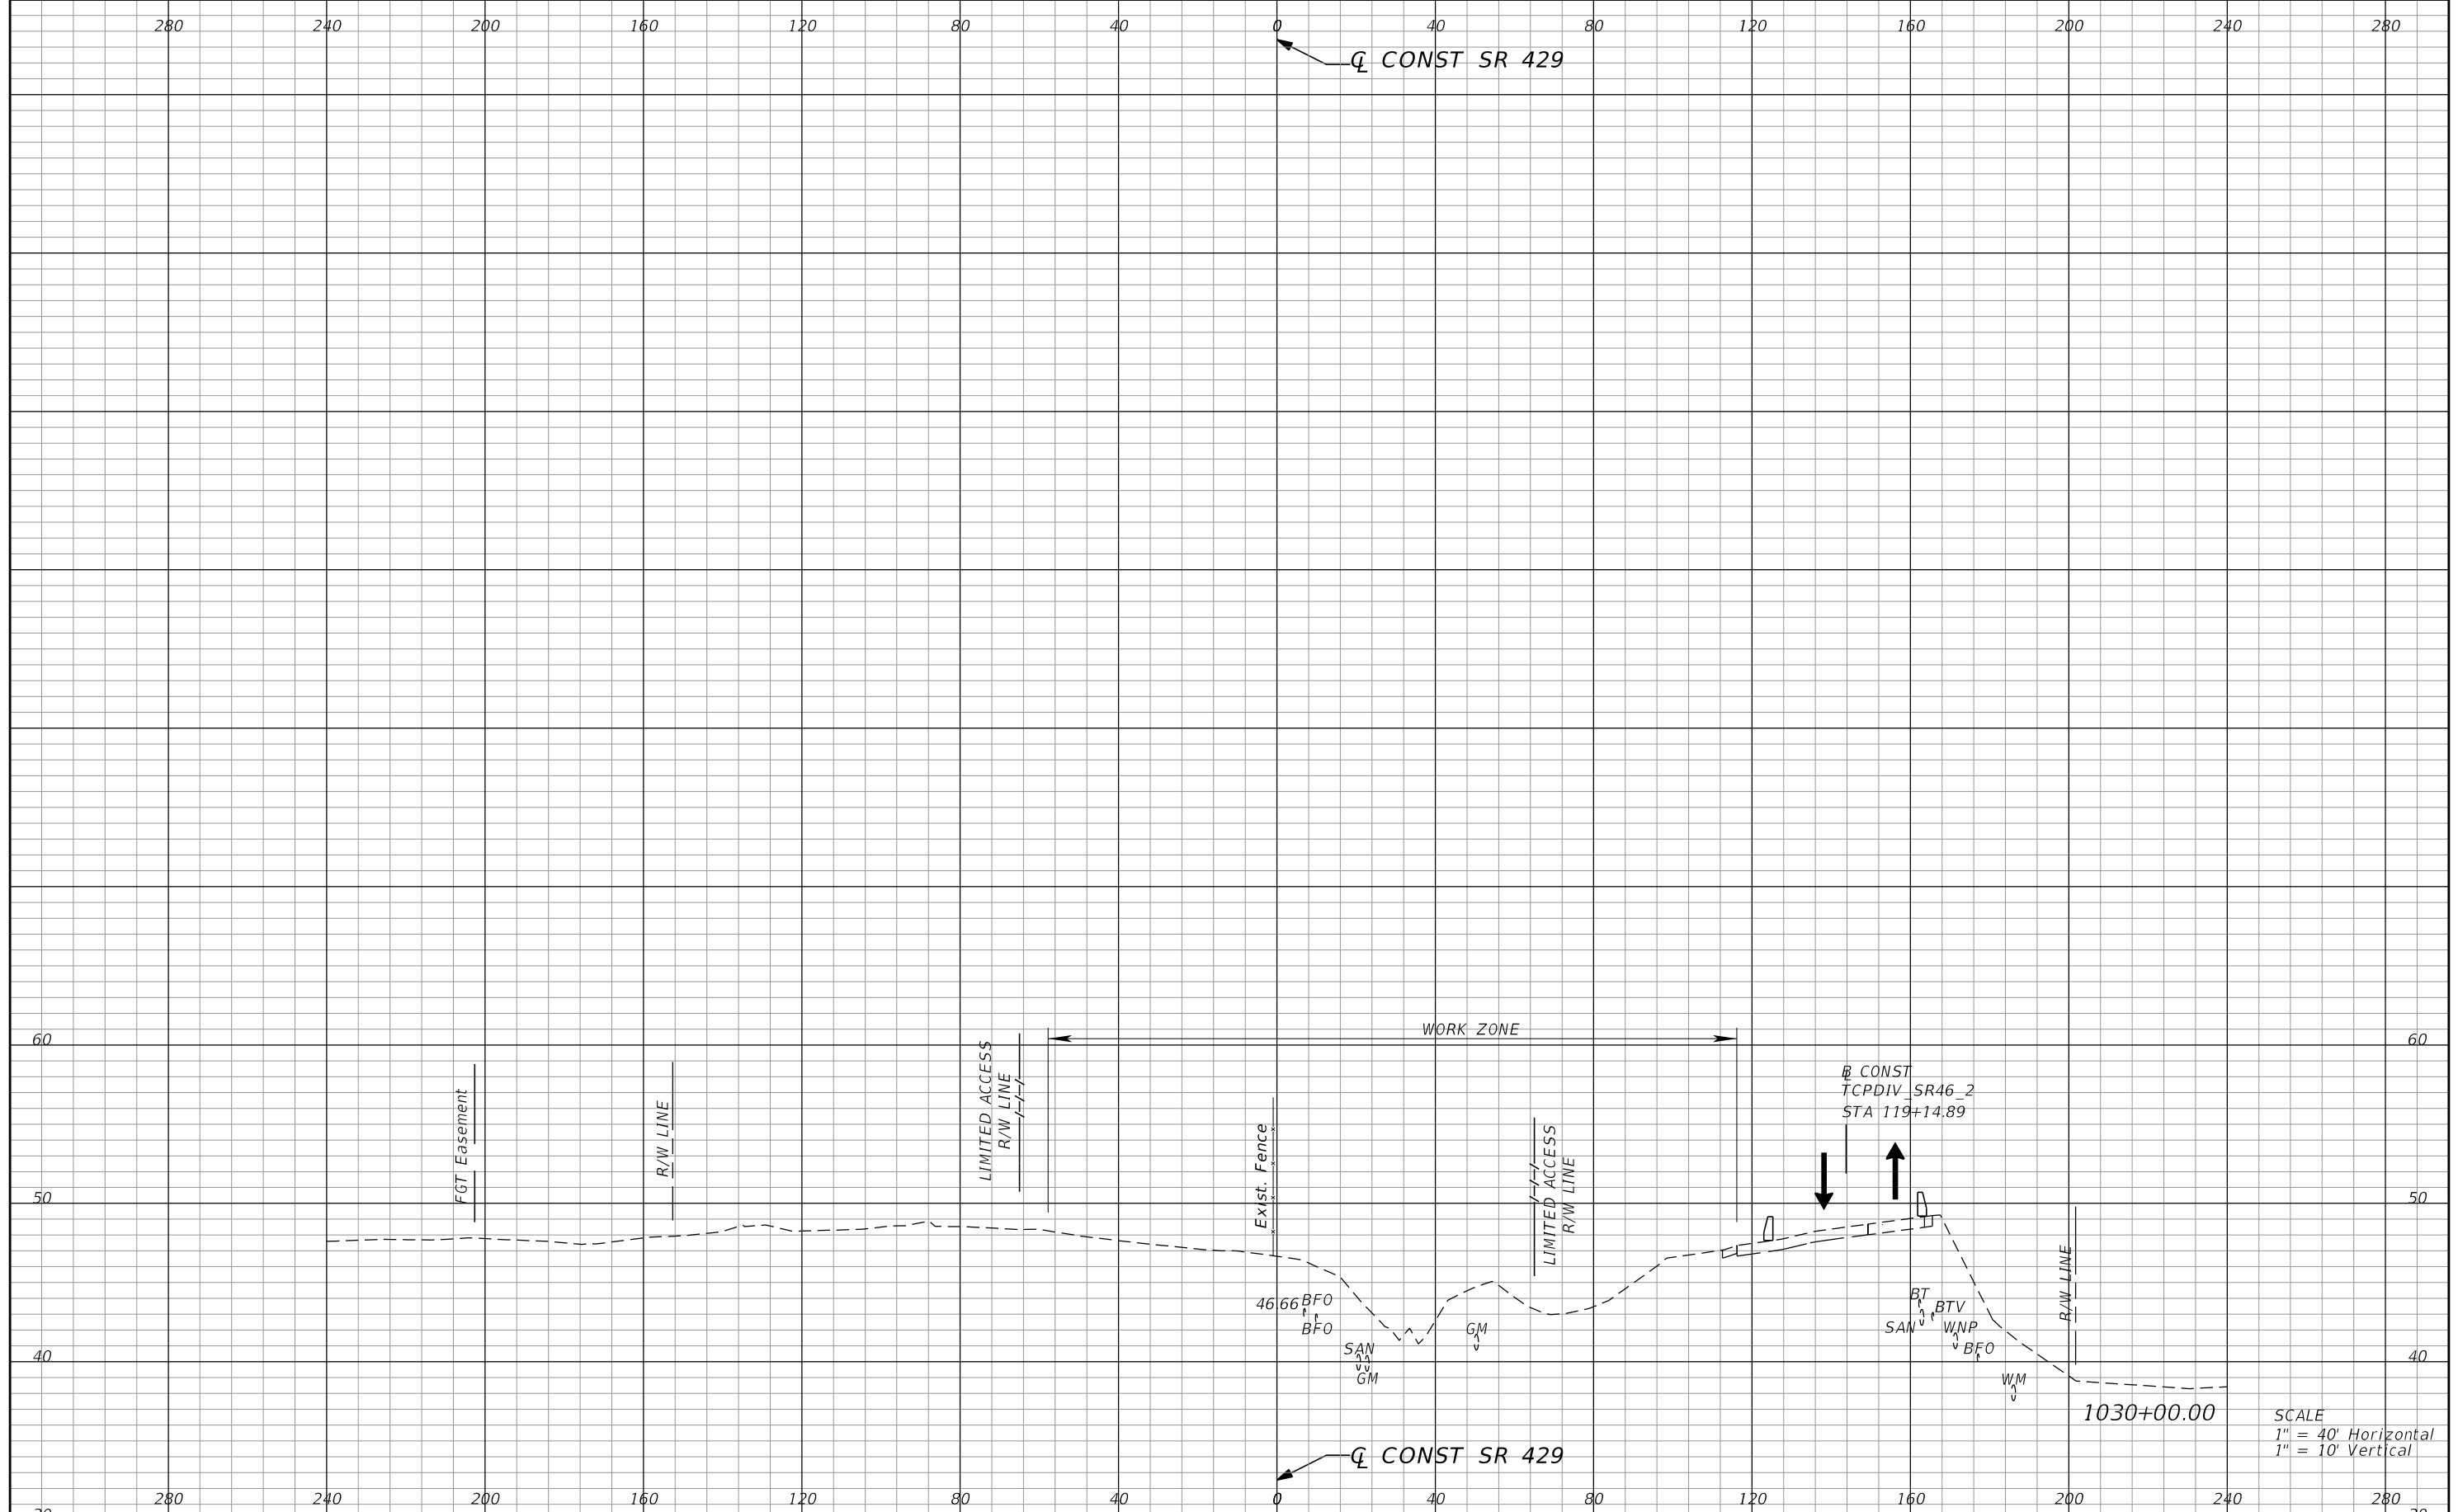 280 240 200 160 120 80 40 0 40 80 120 160 200 240 280
℄ CONST SR 429
60 60
WORK ZONE
LIMITED ACCESS
R/W LINE
FGT Easement
R/W LINE
Exist. Fence
LIMITED ACCESS
R/W LINE
B CONST
TCPDIV_SR46_2
STA 119+14.89
50 50
R/W LINE
46.66 BFO
BFO
SAN
GM
GM
BT
BTV
SAN
WNP
BFO
40 40
WM
1030+00.00
SCALE
1" = 40' Horizontal
1" = 10' Vertical
℄ CONST SR 429
280 240 200 160 120 80 40 0 40 80 120 160 200 240 280